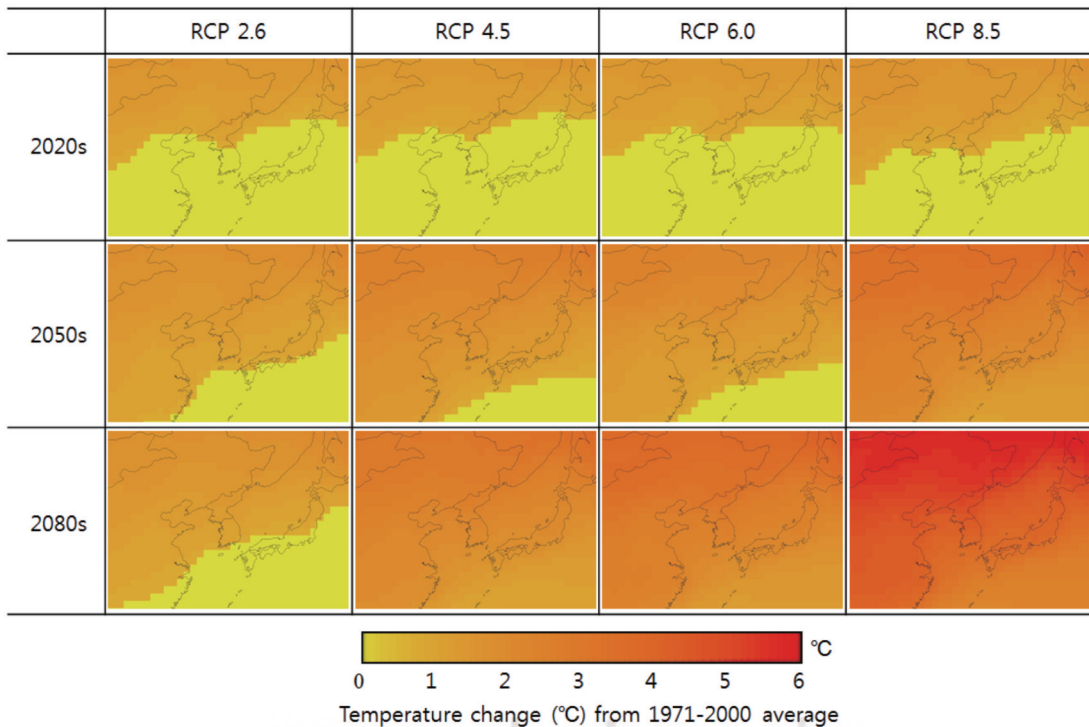 RCP 2.6 RCP 4.5 RCP 6.0 RCP 8.5
2020s
2050s
2080s
℃
0 1 2 3 4 5 6
Temperature change (℃) from 1971-2000 average